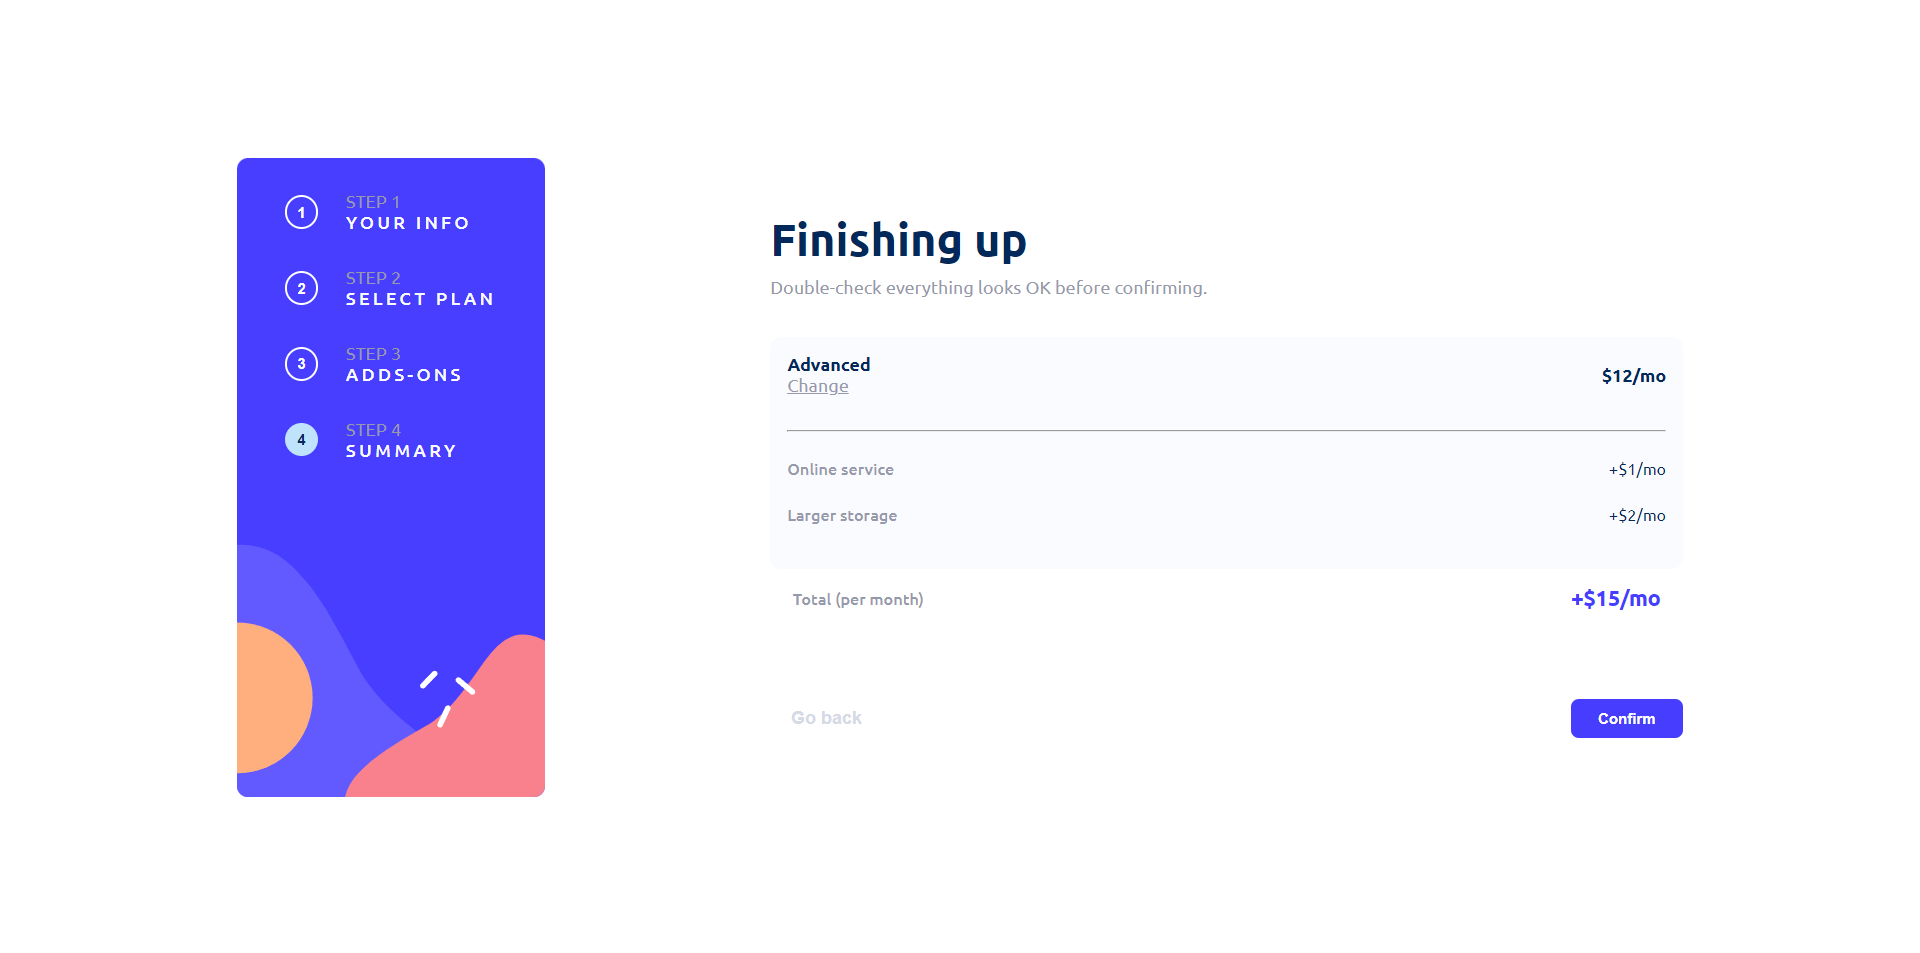 1
STEP 1
YOUR INFO
2
STEP 2
SELECT PLAN
3
STEP 3
ADDS-ONS
4
STEP 4
SUMMARY
Finishing up
Double-check everything looks OK before confirming.
Advanced
Change
$12/mo
Online service +$1/mo
Larger storage +$2/mo
Total (per month) +$15/mo
Go back Confirm